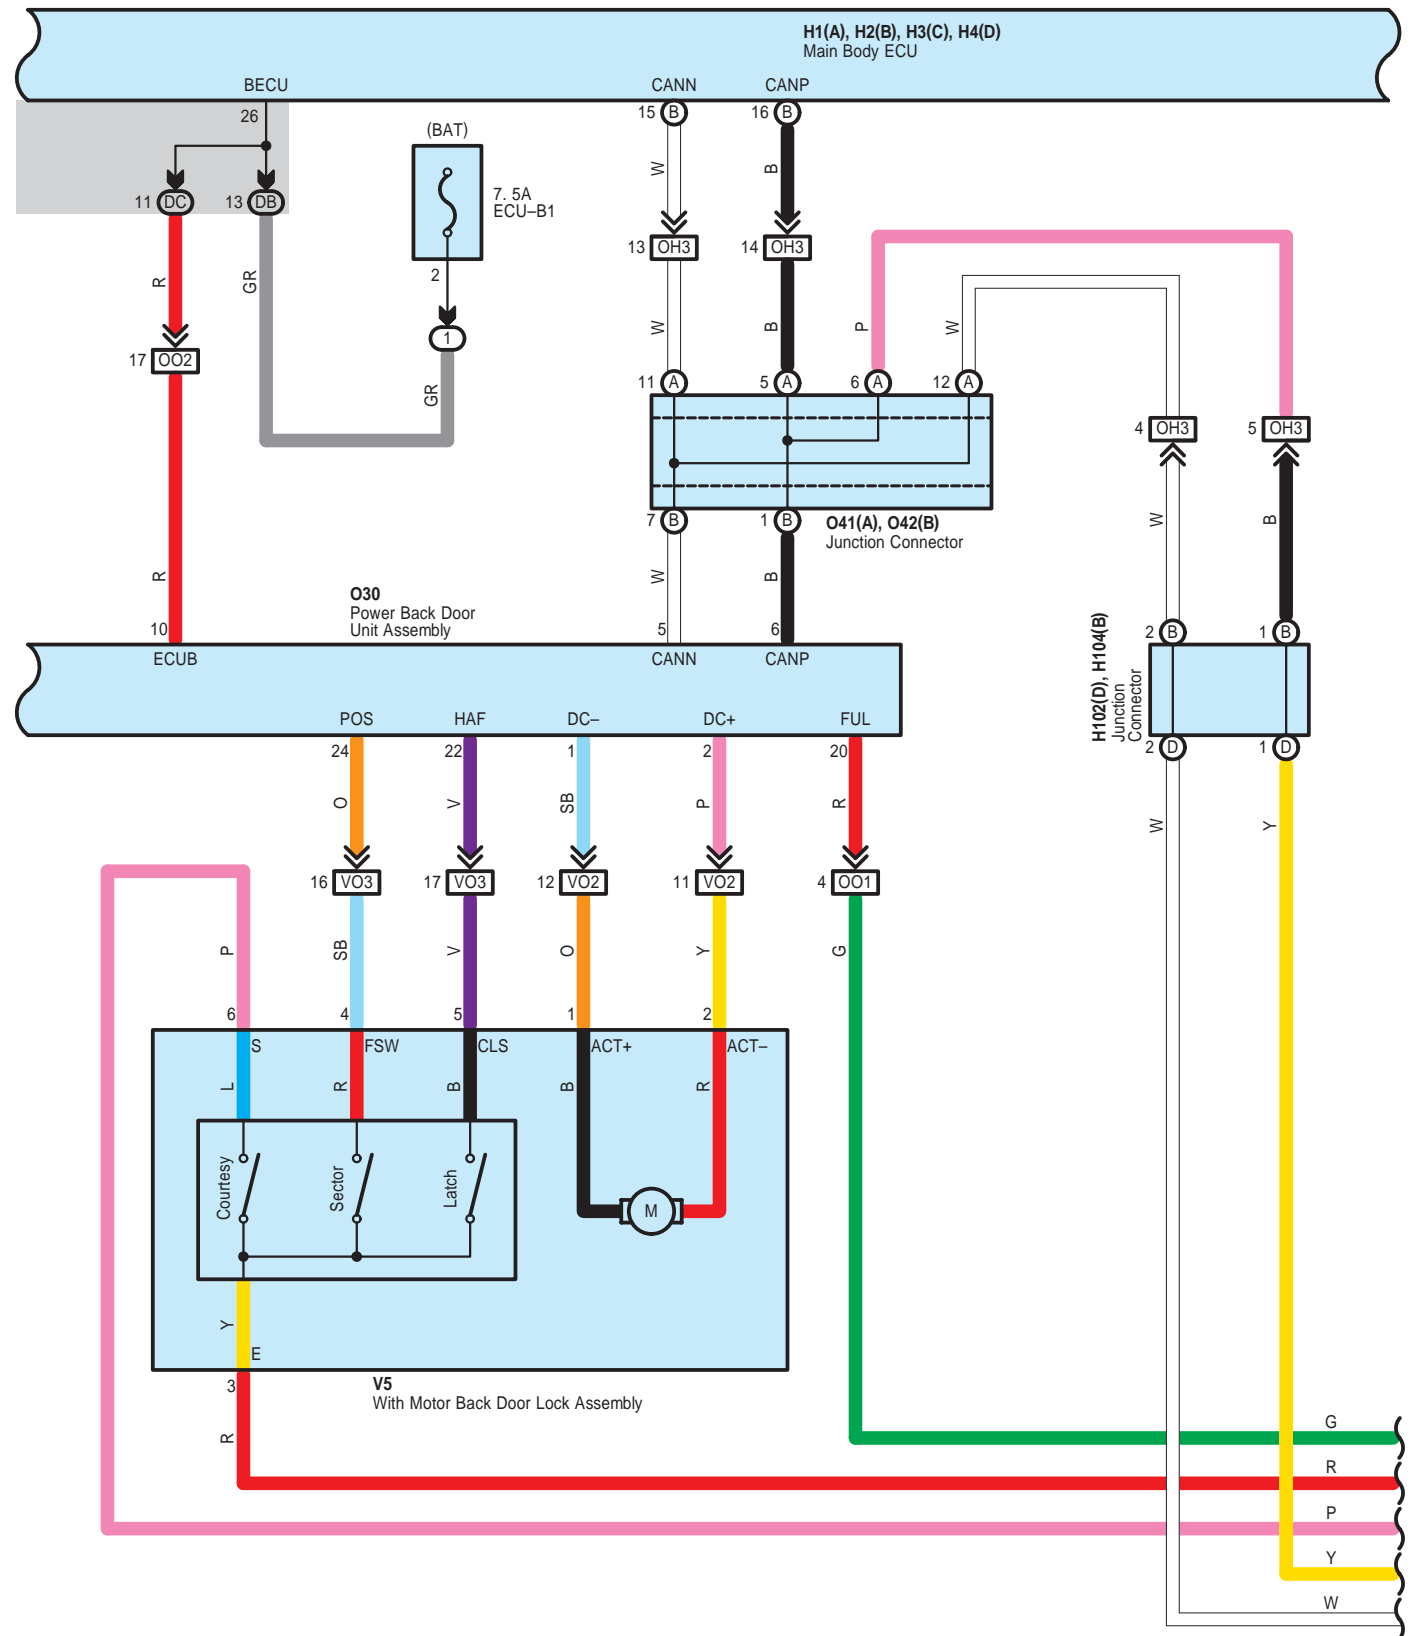 H1(A), H2(B), H3(C), H4(D)
Main Body ECU
BECU CANN CANP
26 15 B 16 B
(BAT)
7. 5A
ECU–B1
W B
11 DC 13 DB
13 OH3 14 OH3
R GR 2
W B P W
1
17 OO2
GR
11 A 5 A 6 A 12 A
4 OH3 5 OH3
7 B 1 B
O41(A), O42(B)
Junction Connector
W B
R W B
O30
Power Back Door
Unit Assembly
10 5 6
2 B 1 B
ECUB CANN CANP
H102(D), H104(B)
Junction
Connector
POS HAF DC– DC+ FUL
24 22 1 2 20
2 D 1 D
O V SB P R
W Y
16 VO3 17 VO3 12 VO2 11 VO2 4 OO1
P SB V O Y G
6 4 5 1 2
S FSW CLS ACT+ ACT–
L R B B R
Courtesy Sector Latch
M
Y
E
3
V5
With Motor Back Door Lock Assembly
R
G
R
P
Y
W